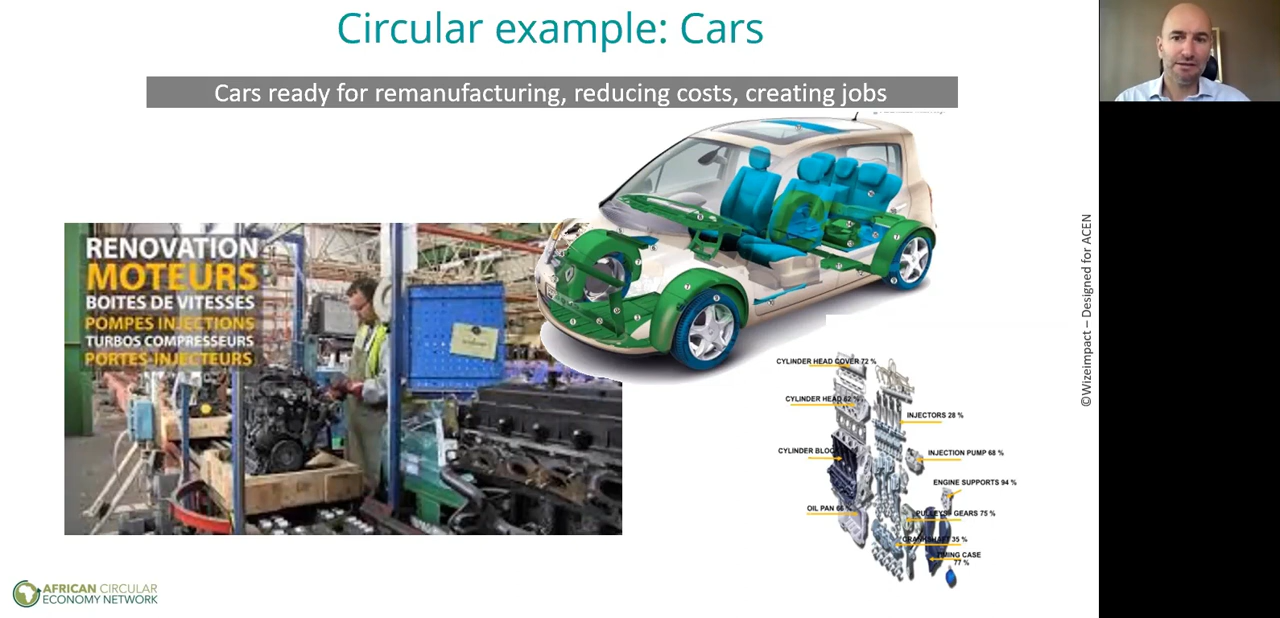 Circular example: Cars
Cars ready for remanufacturing, reducing costs, creating jobs
RENOVATION
MOTEURS
BOITES DE VITESSES
POMPES INJECTIONS
TURBOS COMPRESSEURS
PORTES-INJECTEURS
CYLINDER HEAD COVER 72 %
CYLINDER HEAD 82 %
CYLINDER
OIL PAN
INJECTORS 28 %
INJECTION PUMP 68 %
ENGINE SUPPORTS 94 %
PULLEYS - GEARS 75 %
CRANKSHAFT 35 %
TIMING CASE
77 %
©Wizeimpact – Designed for ACEN
AFRICAN CIRCULAR
ECONOMY NETWORK